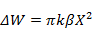 𝛥𝑊 = 𝜋𝑘𝛽𝑋²